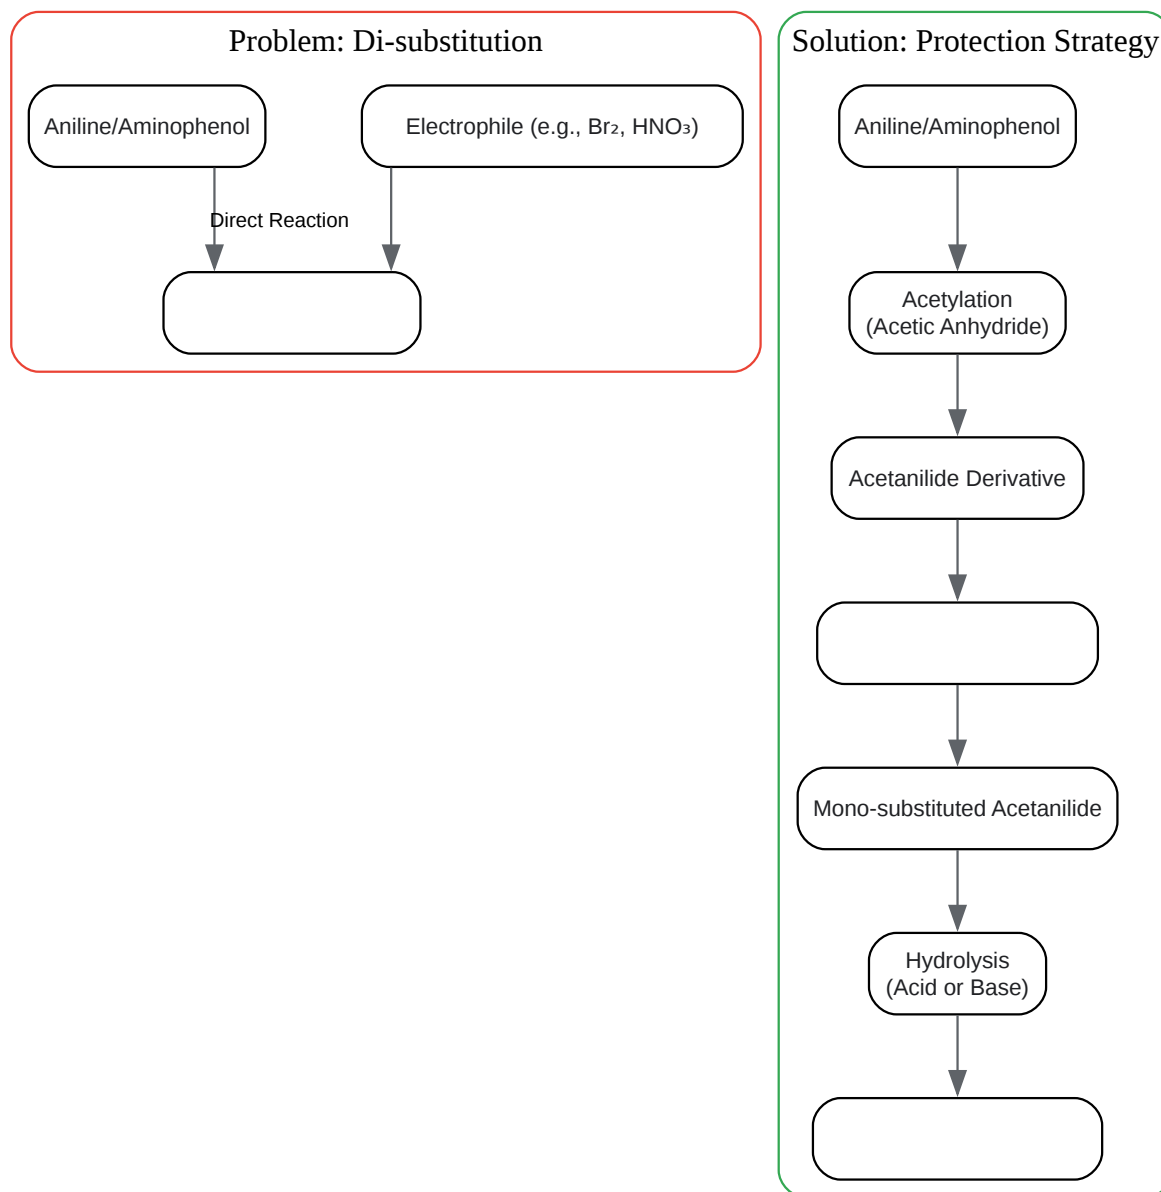 Problem: Di-substitution
Aniline/Aminophenol
Electrophile (e.g., Br₂, HNO₃)
Direct Reaction
Solution: Protection Strategy
Aniline/Aminophenol
Acetylation
(Acetic Anhydride)
Acetanilide Derivative
Mono-substituted Acetanilide
Hydrolysis
(Acid or Base)